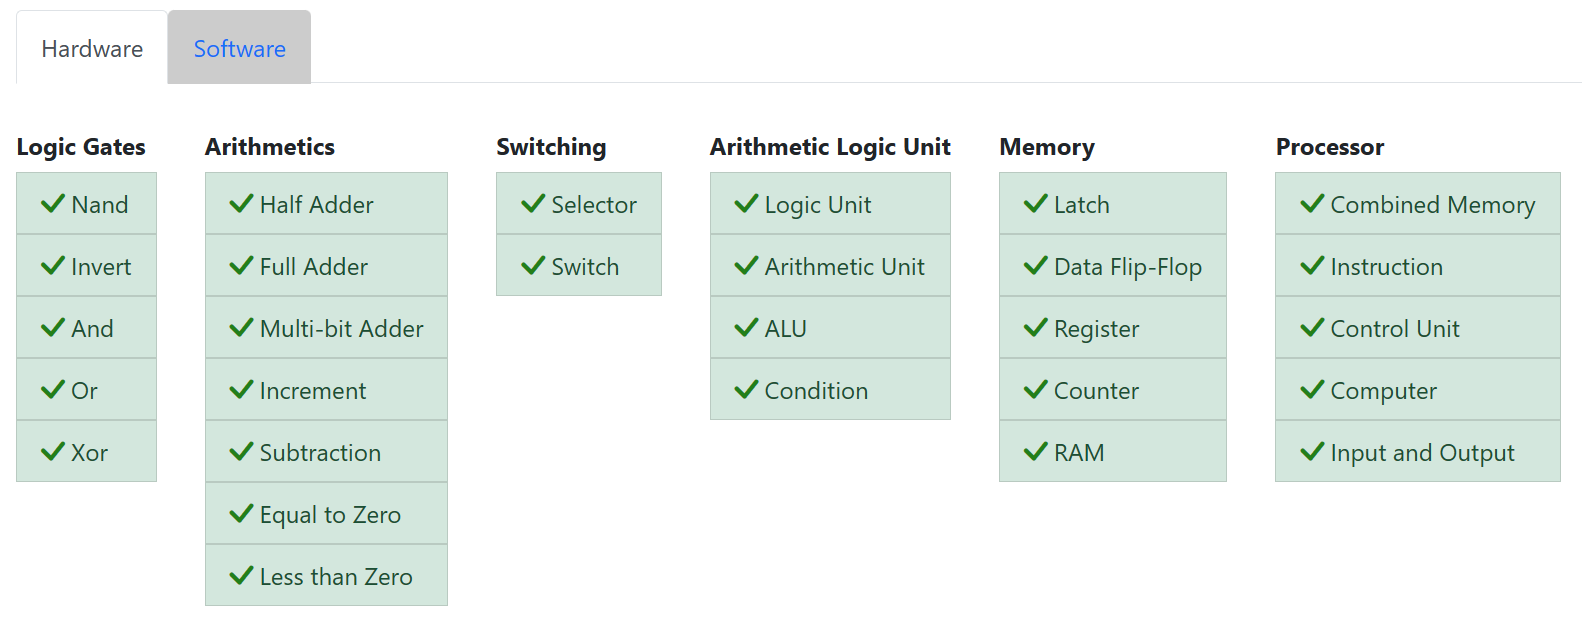 Hardware
Software
Logic Gates
Nand
Invert
And
Or
Xor
Arithmetics
Half Adder
Full Adder
Multi-bit Adder
Increment
Subtraction
Equal to Zero
Less than Zero
Switching
Selector
Switch
Arithmetic Logic Unit
Logic Unit
Arithmetic Unit
ALU
Condition
Memory
Latch
Data Flip-Flop
Register
Counter
RAM
Processor
Combined Memory
Instruction
Control Unit
Computer
Input and Output